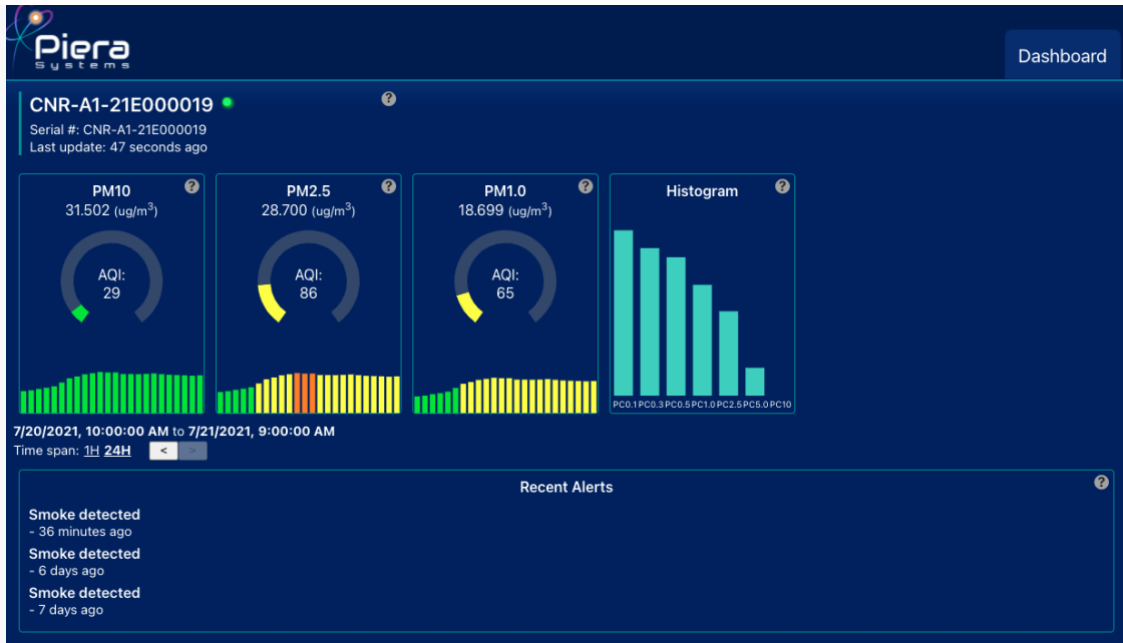 Piera
Systems
Dashboard
CNR-A1-21E000019
?
Serial #: CNR-A1-21E000019
Last update: 47 seconds ago
PM10
?
31.502 (ug/m³)
AQI:
29
PM2.5
?
28.700 (ug/m³)
AQI:
86
PM1.0
?
18.699 (ug/m³)
AQI:
65
Histogram
?
PC0.1 PC0.3 PC0.5 PC1.0 PC2.5 PC5.0 PC10
7/20/2021, 10:00:00 AM to 7/21/2021, 9:00:00 AM
Time span: 1H 24H < >
Recent Alerts
?
Smoke detected
- 36 minutes ago
Smoke detected
- 6 days ago
Smoke detected
- 7 days ago